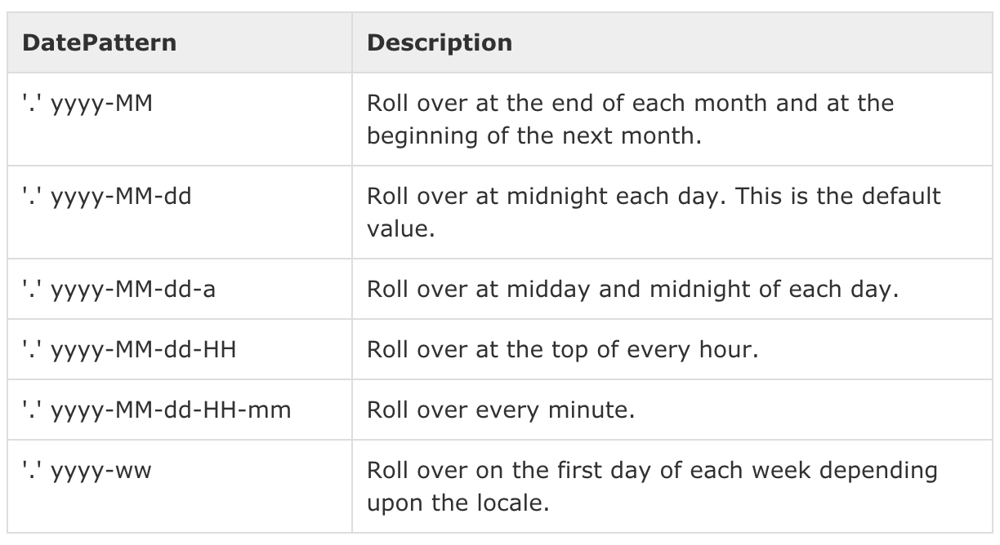 DatePattern Description
'.' yyyy-MM Roll over at the end of each month and at the
beginning of the next month.
'.' yyyy-MM-dd Roll over at midnight each day. This is the default
value.
'.' yyyy-MM-dd-a Roll over at midday and midnight of each day.
'.' yyyy-MM-dd-HH Roll over at the top of every hour.
'.' yyyy-MM-dd-HH-mm Roll over every minute.
'.' yyyy-ww Roll over on the first day of each week depending
upon the locale.